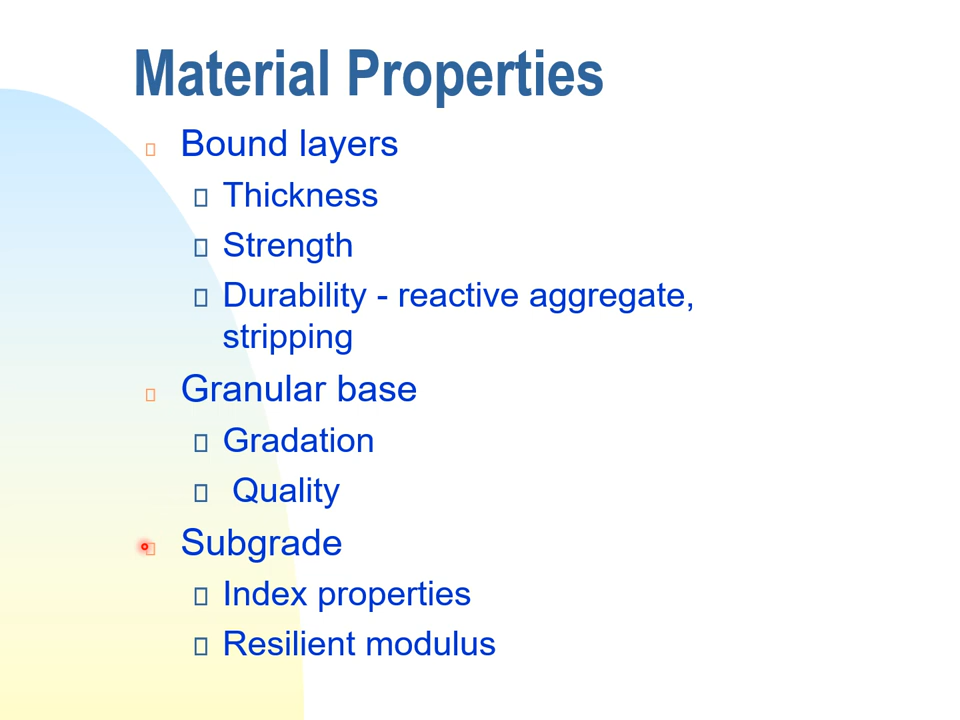 Material Properties
Bound layers
Thickness
Strength
Durability - reactive aggregate,
stripping
Granular base
Gradation
Quality
Subgrade
Index properties
Resilient modulus